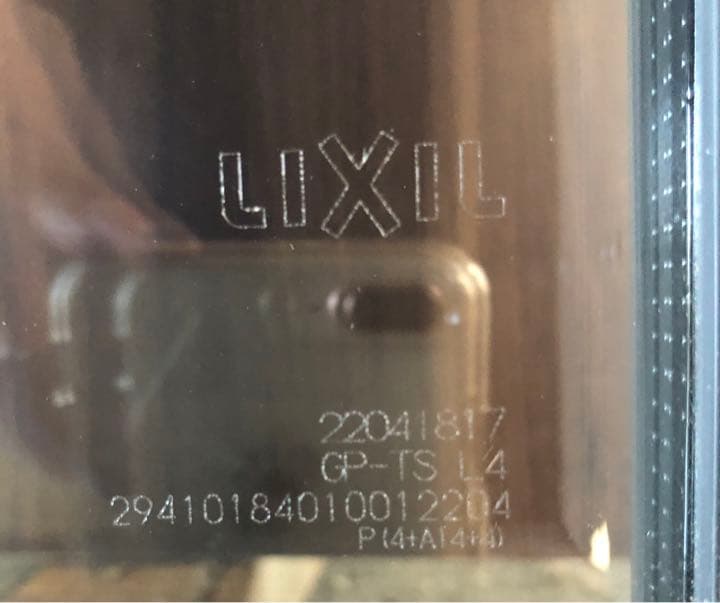 LIXIL
22041817
GP-TS L4
29410184010012204
P(4+A14+4)